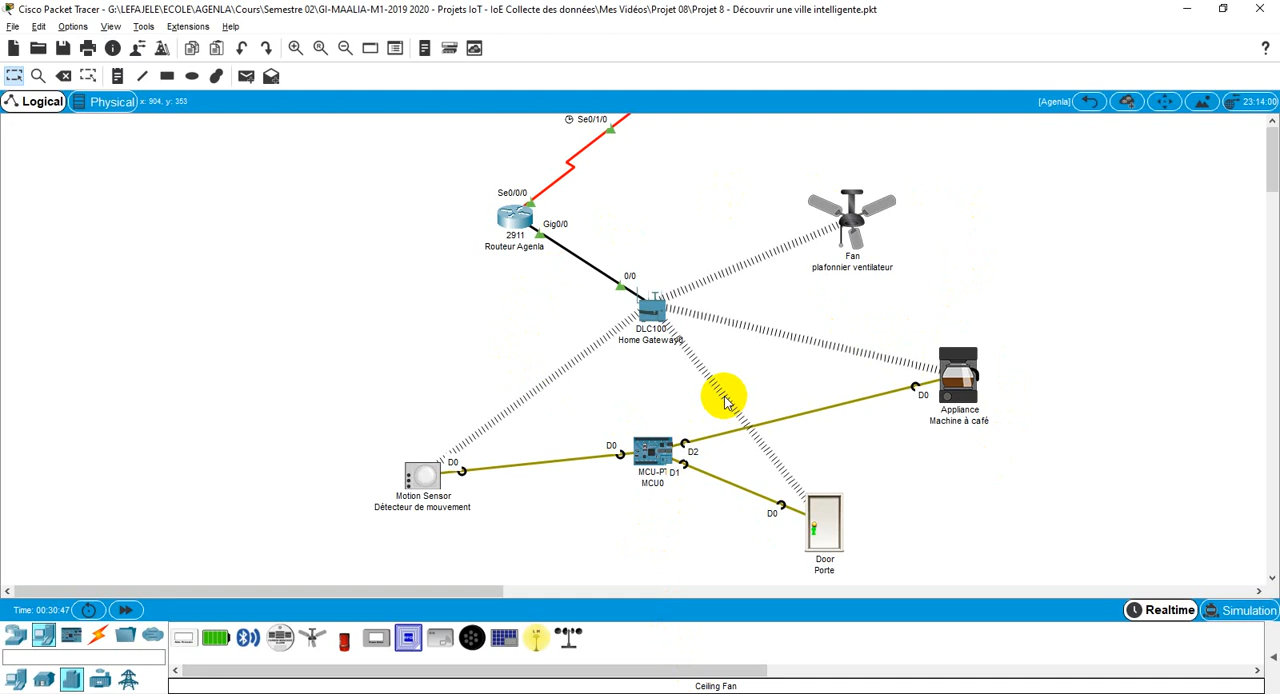 Cisco Packet Tracer - G:\LEFAJELE\ECOLE\AGENLA\Cours\Semestre 02\GI-MAALIA-M1-2019 2020 - Projets IoT - IoE Collecte des données\Mes Vidéos\Projet 08\Projet 8 - Découvrir une ville intelligente.pkt
File Edit Options View Tools Extensions Help
?
Logical Physical x: 904, y: 353 [Agenla] 23:14:00
Se0/1/0
Se0/0/0
Gig0/0
2911
Routeur Agenla
Fan
plafonnier ventilateur
0/0
DLC100
Home Gateway
D0
Appliance
Machine à café
D0
D0
D2
MCU-PT
D1
MCU0
Motion Sensor
Détecteur de mouvement
D0
Door
Porte
Time: 00:30:47 Realtime Simulation
Ceiling Fan